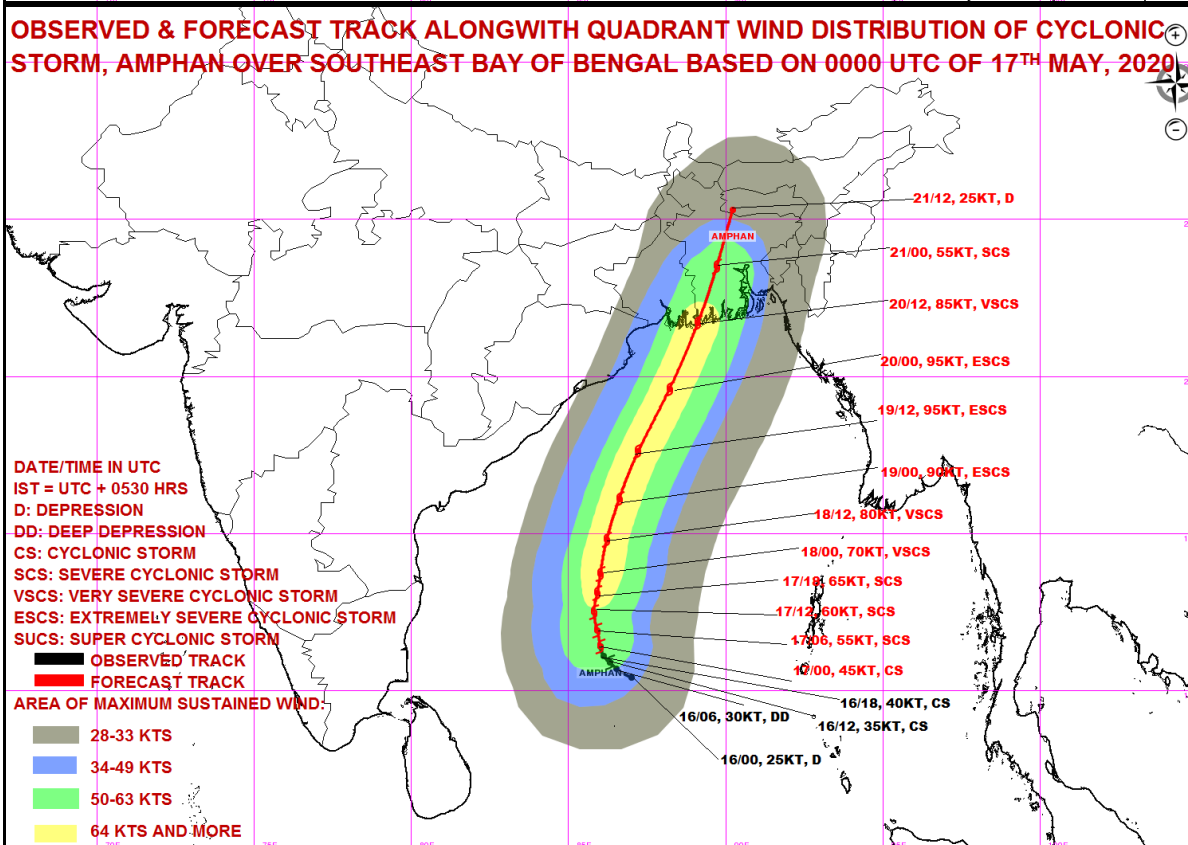 OBSERVED & FORECAST TRACK ALONGWITH QUADRANT WIND DISTRIBUTION OF CYCLONIC
STORM, AMPHAN OVER SOUTHEAST BAY OF BENGAL BASED ON 0000 UTC OF 17TH MAY, 2020
21/12, 25KT, D
AMPHAN
21/00, 55KT, SCS
20/12, 85KT, VSCS
20/00, 95KT, ESCS
19/12, 95KT, ESCS
19/00, 90KT, ESCS
18/12, 80KT, VSCS
18/00, 70KT, VSCS
17/18, 65KT, SCS
17/12, 60KT, SCS
17/06, 55KT, SCS
17/00, 45KT, CS
AMPHAN
16/18, 40KT, CS
16/06, 30KT, DD
16/12, 35KT, CS
16/00, 25KT, D
DATE/TIME IN UTC
IST = UTC + 0530 HRS
D: DEPRESSION
DD: DEEP DEPRESSION
CS: CYCLONIC STORM
SCS: SEVERE CYCLONIC STORM
VSCS: VERY SEVERE CYCLONIC STORM
ESCS: EXTREMELY SEVERE CYCLONIC STORM
SUCS: SUPER CYCLONIC STORM
OBSERVED TRACK
FORECAST TRACK
AREA OF MAXIMUM SUSTAINED WIND:
28-33 KTS
34-49 KTS
50-63 KTS
64 KTS AND MORE